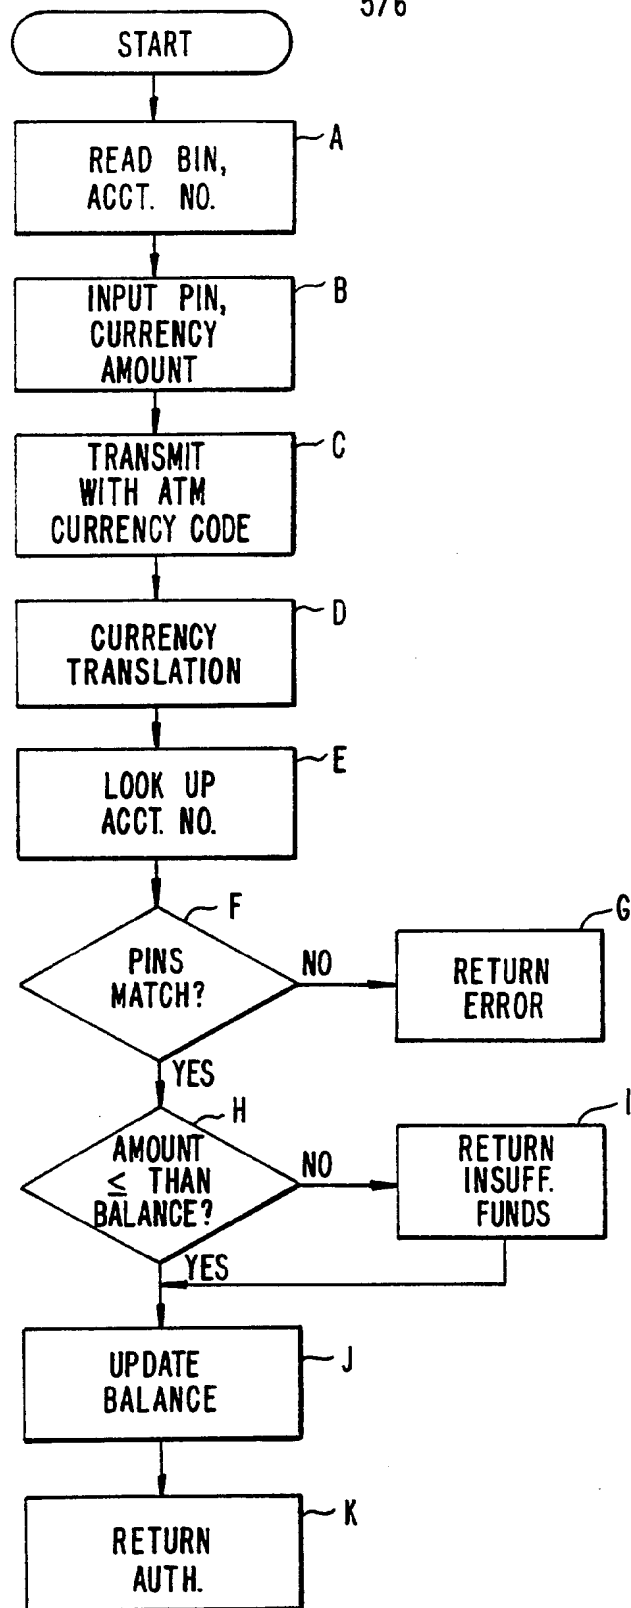 5/6
START
A
READ BIN,
ACCT. NO.
B
INPUT PIN,
CURRENCY
AMOUNT
C
TRANSMIT
WITH ATM
CURRENCY CODE
D
CURRENCY
TRANSLATION
E
LOOK UP
ACCT. NO.
F
PINS
MATCH?
NO
G
RETURN
ERROR
YES
H
AMOUNT
≤ THAN
BALANCE?
NO
I
RETURN
INSUFF.
FUNDS
YES
J
UPDATE
BALANCE
K
RETURN
AUTH.